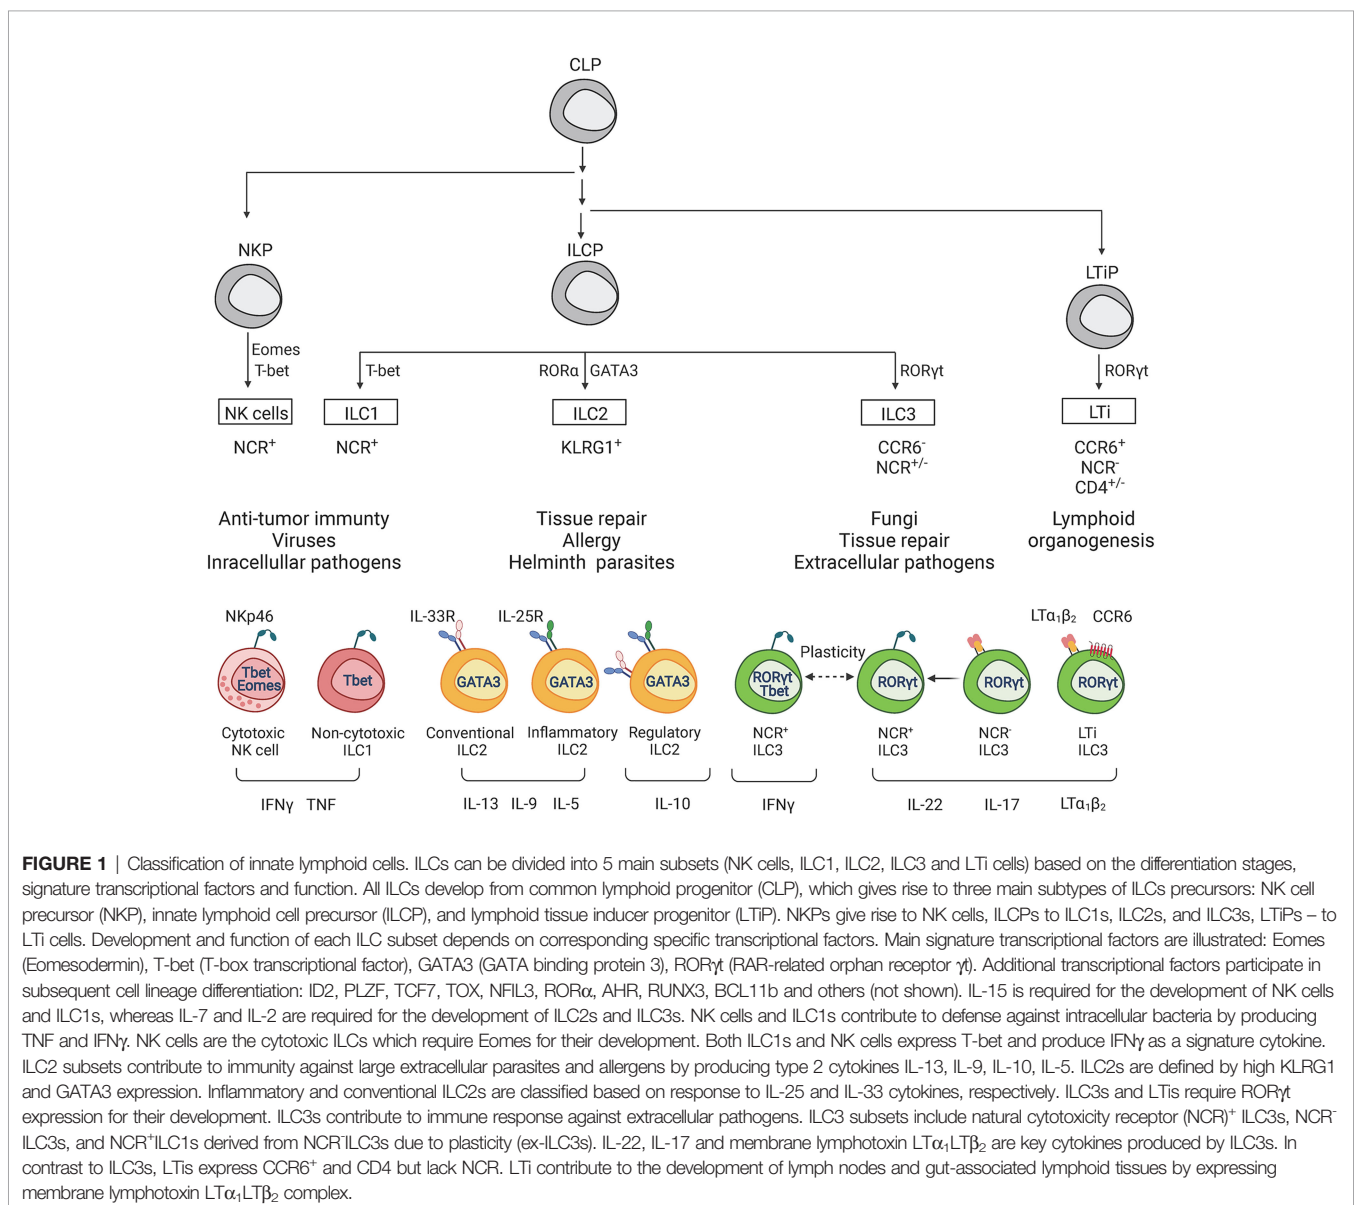 CLP
NKP
ILCP
LTiP
Eomes
T-bet
T-bet
RORα GATA3
RORγt
RORγt
NK cells
ILC1
ILC2
ILC3
LTi
NCR+
NCR+
KLRG1+
CCR6-
NCR+/-
CCR6+
NCR-
CD4+/-
Anti-tumor immunty
Viruses
Inracellullar pathogens
Tissue repair
Allergy
Helminth parasites
Fungi
Tissue repair
Extracellular pathogens
Lymphoid
organogenesis
NKp46
IL-33R
IL-25R
LTα1β2
CCR6
Plasticity
Tbet
Eomes
Tbet
GATA3
GATA3
GATA3
RORγt
Tbet
RORγt
RORγt
RORγt
Cytotoxic
NK cell
Non-cytotoxic
ILC1
Conventional
ILC2
Inflammatory
ILC2
Regulatory
ILC2
NCR+
ILC3
NCR+
ILC3
NCR-
ILC3
LTi
ILC3
IFNγ TNF
IL-13 IL-9 IL-5
IL-10
IFNγ
IL-22 IL-17 LTα1β2
FIGURE 1 | Classification of innate lymphoid cells. ILCs can be divided into 5 main subsets (NK cells, ILC1, ILC2, ILC3 and LTi cells) based on the differentiation stages,
signature transcriptional factors and function. All ILCs develop from common lymphoid progenitor (CLP), which gives rise to three main subtypes of ILCs precursors: NK cell
precursor (NKP), innate lymphoid cell precursor (ILCP), and lymphoid tissue inducer progenitor (LTiP). NKPs give rise to NK cells, ILCPs to ILC1s, ILC2s, and ILC3s, LTiPs – to
LTi cells. Development and function of each ILC subset depends on corresponding specific transcriptional factors. Main signature transcriptional factors are illustrated: Eomes
(Eomesodermin), T-bet (T-box transcriptional factor), GATA3 (GATA binding protein 3), RORγt (RAR-related orphan receptor γt). Additional transcriptional factors participate in
subsequent cell lineage differentiation: ID2, PLZF, TCF7, TOX, NFIL3, RORα, AHR, RUNX3, BCL11b and others (not shown). IL-15 is required for the development of NK cells
and ILC1s, whereas IL-7 and IL-2 are required for the development of ILC2s and ILC3s. NK cells and ILC1s contribute to defense against intracellular bacteria by producing
TNF and IFNγ. NK cells are the cytotoxic ILCs which require Eomes for their development. Both ILC1s and NK cells express T-bet and produce IFNγ as a signature cytokine.
ILC2 subsets contribute to immunity against large extracellular parasites and allergens by producing type 2 cytokines IL-13, IL-9, IL-10, IL-5. ILC2s are defined by high KLRG1
and GATA3 expression. Inflammatory and conventional ILC2s are classified based on response to IL-25 and IL-33 cytokines, respectively. ILC3s and LTis require RORγt
expression for their development. ILC3s contribute to immune response against extracellular pathogens. ILC3 subsets include natural cytotoxicity receptor (NCR)+ ILC3s, NCR-
ILC3s, and NCR+ILC1s derived from NCR-ILC3s due to plasticity (ex-ILC3s). IL-22, IL-17 and membrane lymphotoxin LTα1LTβ2 are key cytokines produced by ILC3s. In
contrast to ILC3s, LTis express CCR6+ and CD4 but lack NCR. LTi contribute to the development of lymph nodes and gut-associated lymphoid tissues by expressing
membrane lymphotoxin LTα1LTβ2 complex.